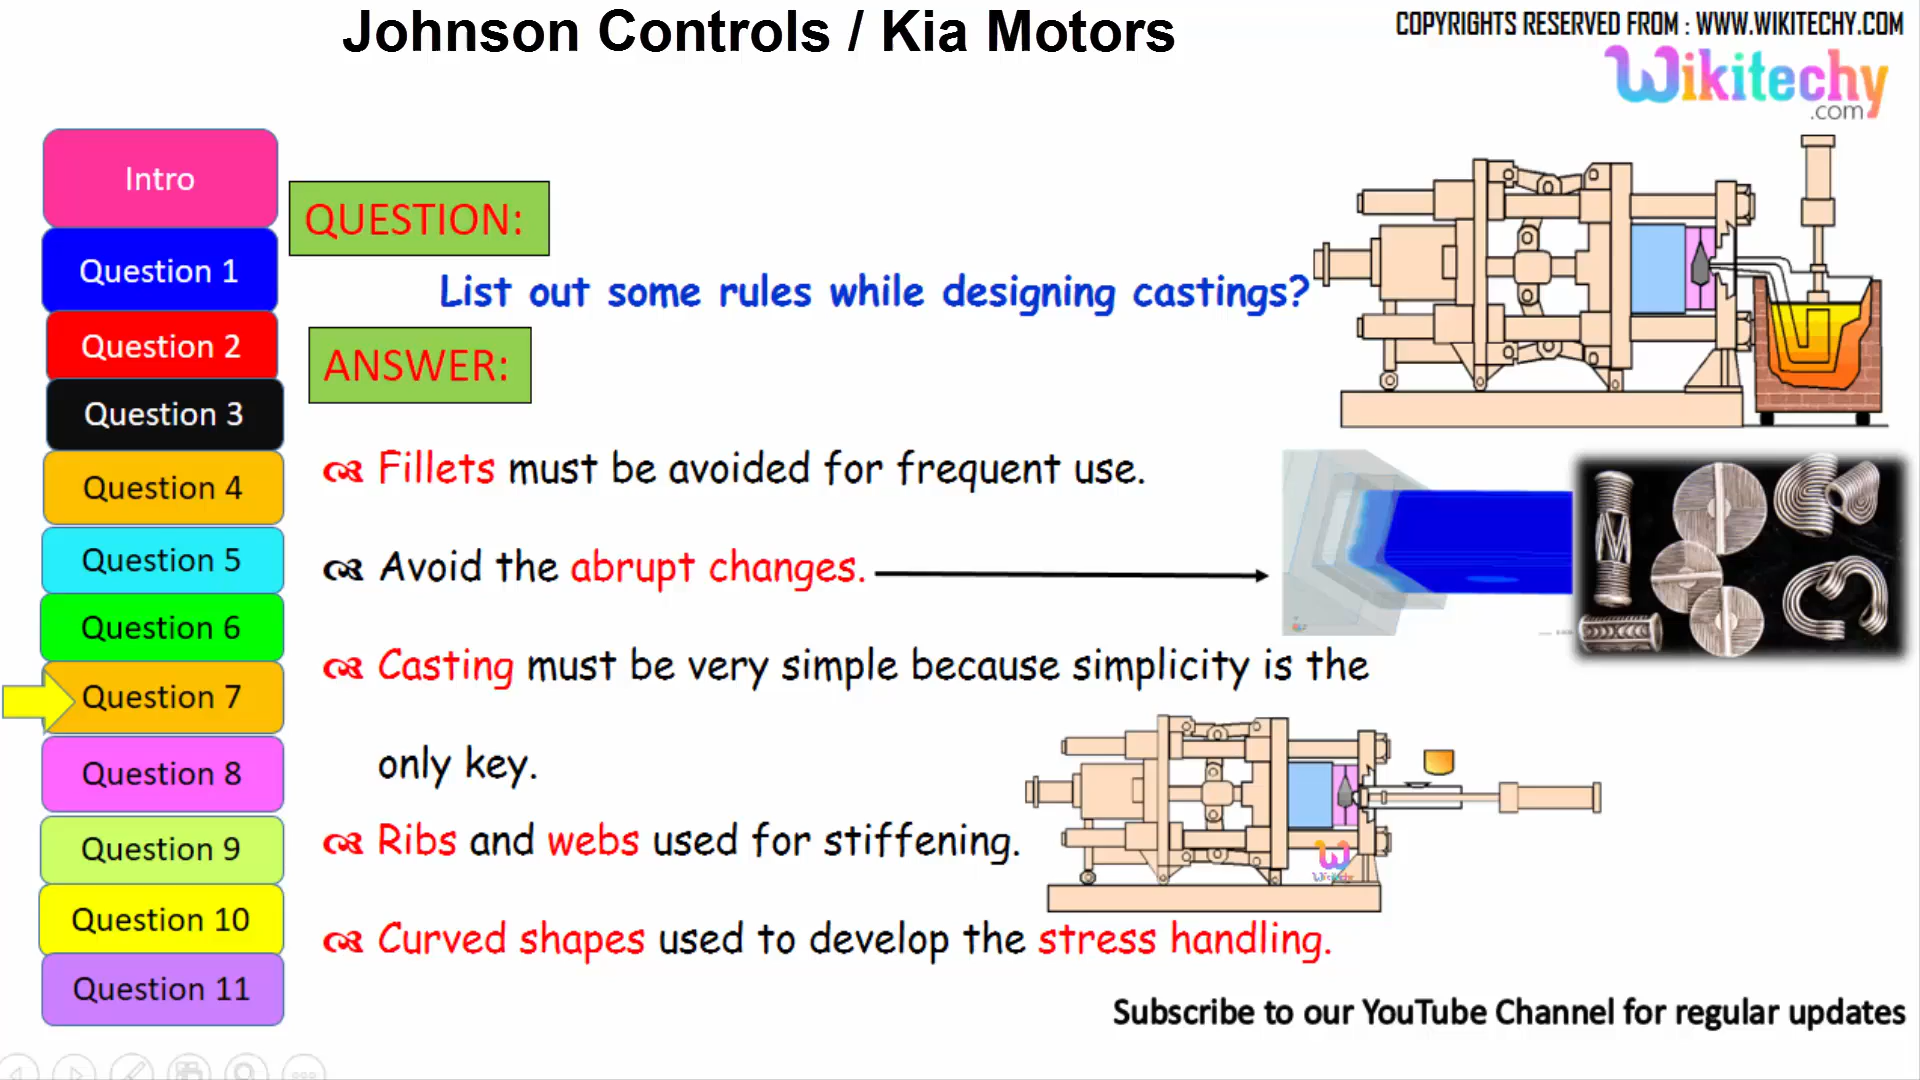 Johnson Controls / Kia Motors
COPYRIGHTS RESERVED FROM : WWW.WIKITECHY.COM
Wikitechy
.com
Intro
Question 1
Question 2
Question 3
Question 4
Question 5
Question 6
Question 7
Question 8
Question 9
Question 10
Question 11
QUESTION:
List out some rules while designing castings?
ANSWER:
Fillets must be avoided for frequent use.
Avoid the abrupt changes.
Casting must be very simple because simplicity is the
only key.
Ribs and webs used for stiffening.
Curved shapes used to develop the stress handling.
Wikitechy
Subscribe to our YouTube Channel for regular updates